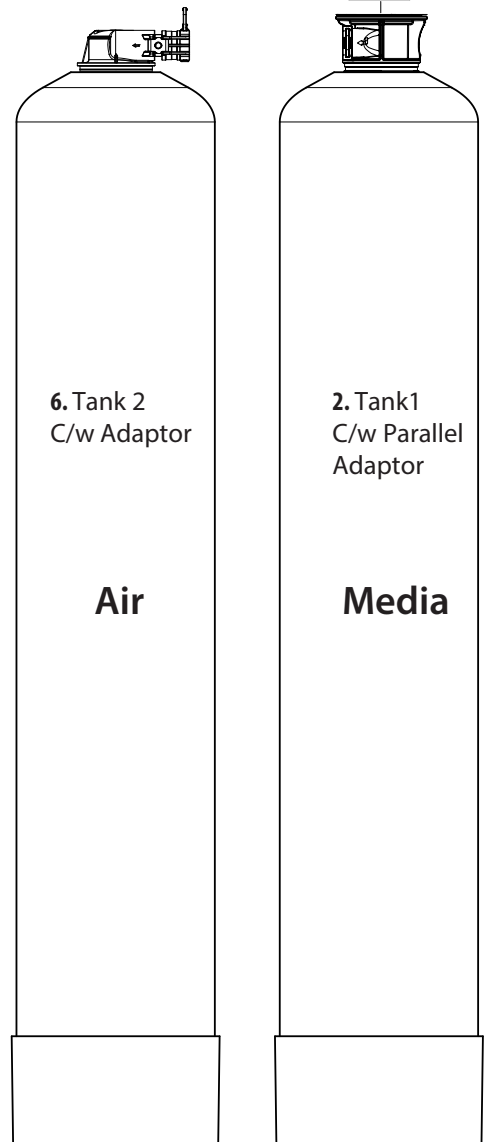 6. Tank 2
C/w Adaptor
Air
2. Tank1
C/w Parallel
Adaptor
Media